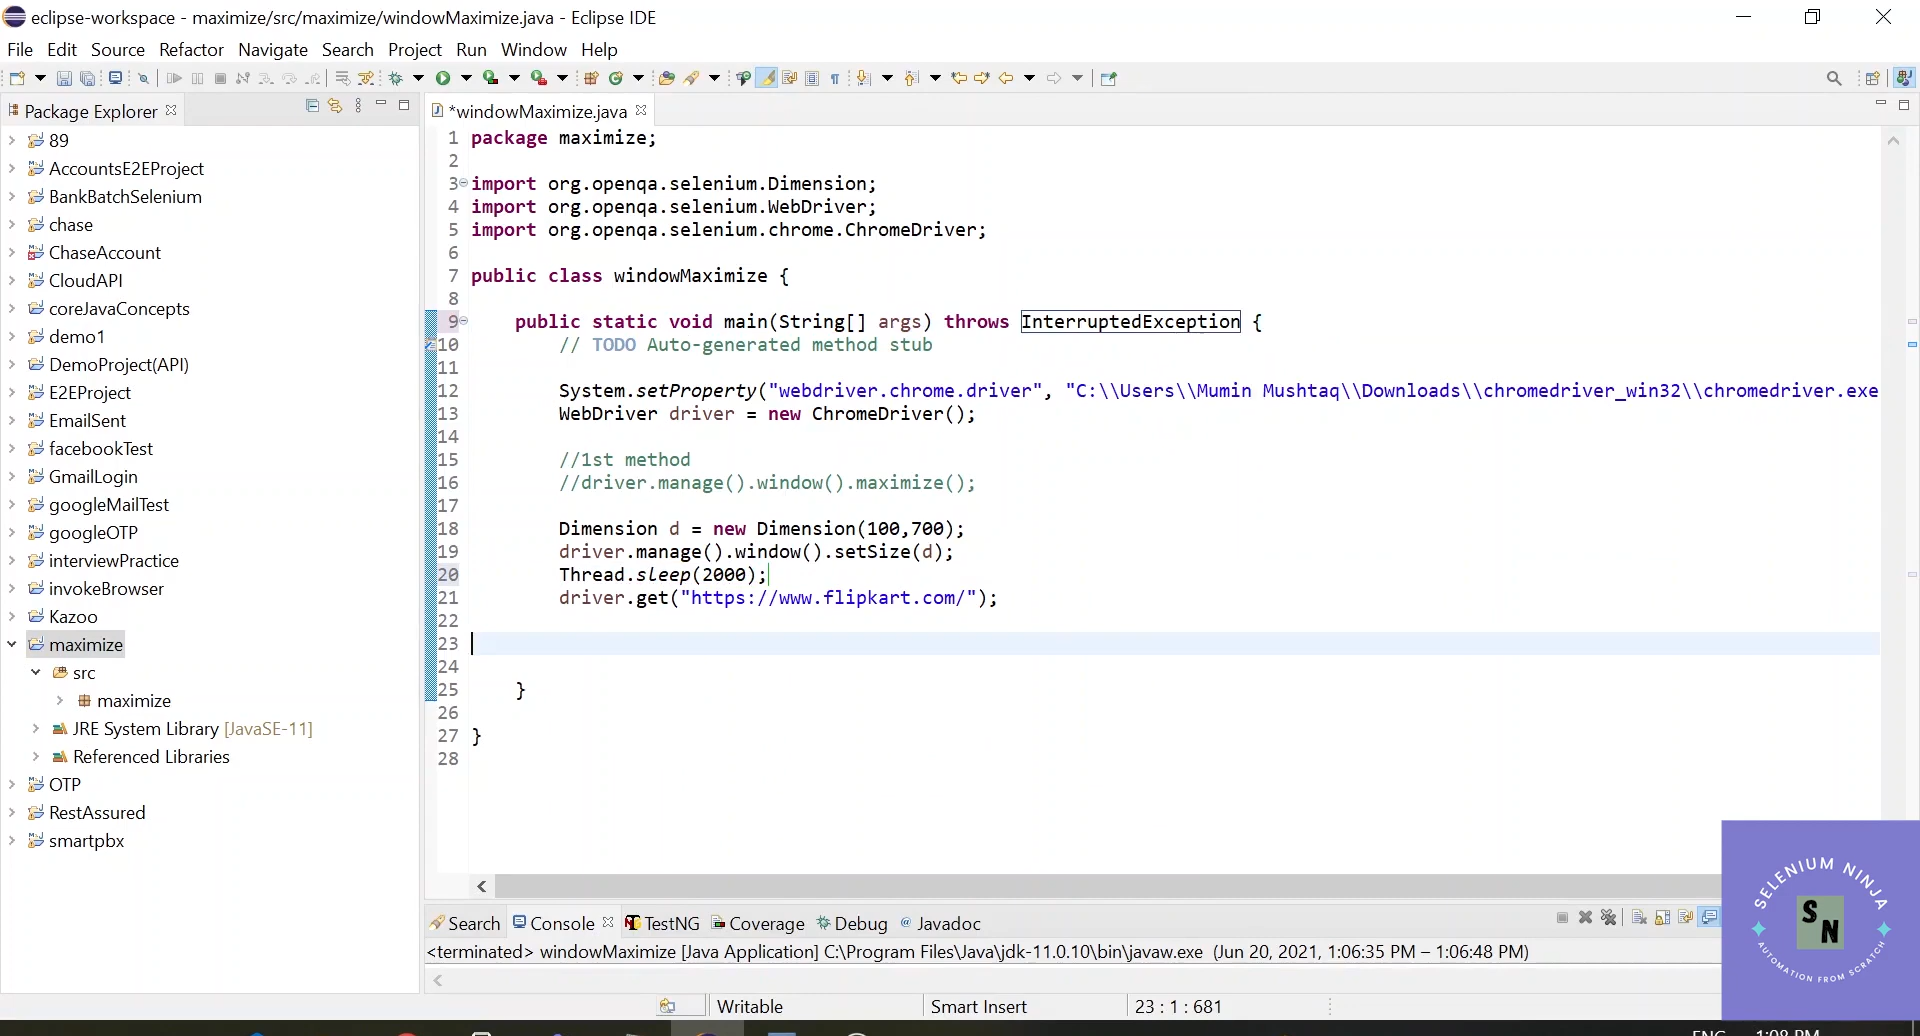 eclipse-workspace - maximize/src/maximize/windowMaximize.java - Eclipse IDE
File Edit Source Refactor Navigate Search Project Run Window Help
Package Explorer
89
AccountsE2EProject
BankBatchSelenium
chase
ChaseAccount
CloudAPI
coreJavaConcepts
demo1
DemoProject(API)
E2EProject
EmailSent
facebookTest
GmailLogin
googleMailTest
googleOTP
interviewPractice
invokeBrowser
Kazoo
maximize
src
maximize
JRE System Library [JavaSE-11]
Referenced Libraries
OTP
RestAssured
smartpbx
*windowMaximize.java
1 package maximize;
2
3 import org.openqa.selenium.Dimension;
4 import org.openqa.selenium.WebDriver;
5 import org.openqa.selenium.chrome.ChromeDriver;
6
7 public class windowMaximize {
8
9 public static void main(String[] args) throws InterruptedException {
10 // TODO Auto-generated method stub
11
12 System.setProperty("webdriver.chrome.driver", "C:\\Users\\Mumin Mushtaq\\Downloads\\chromedriver_win32\\chromedriver.exe
13 WebDriver driver = new ChromeDriver();
14
15 //1st method
16 //driver.manage().window().maximize();
17
18 Dimension d = new Dimension(100,700);
19 driver.manage().window().setSize(d);
20 Thread.sleep(2000);
21 driver.get("https://www.flipkart.com/");
22
23
24
25 }
26
27 }
28
Search Console TestNG Coverage Debug @ Javadoc
<terminated> windowMaximize [Java Application] C:\Program Files\Java\jdk-11.0.10\bin\javaw.exe (Jun 20, 2021, 1:06:35 PM – 1:06:48 PM)
Writable Smart Insert 23 : 1 : 681
SELENIUM NINJA
S N
AUTOMATION FROM SCRATCH
ENG 1:08 PM